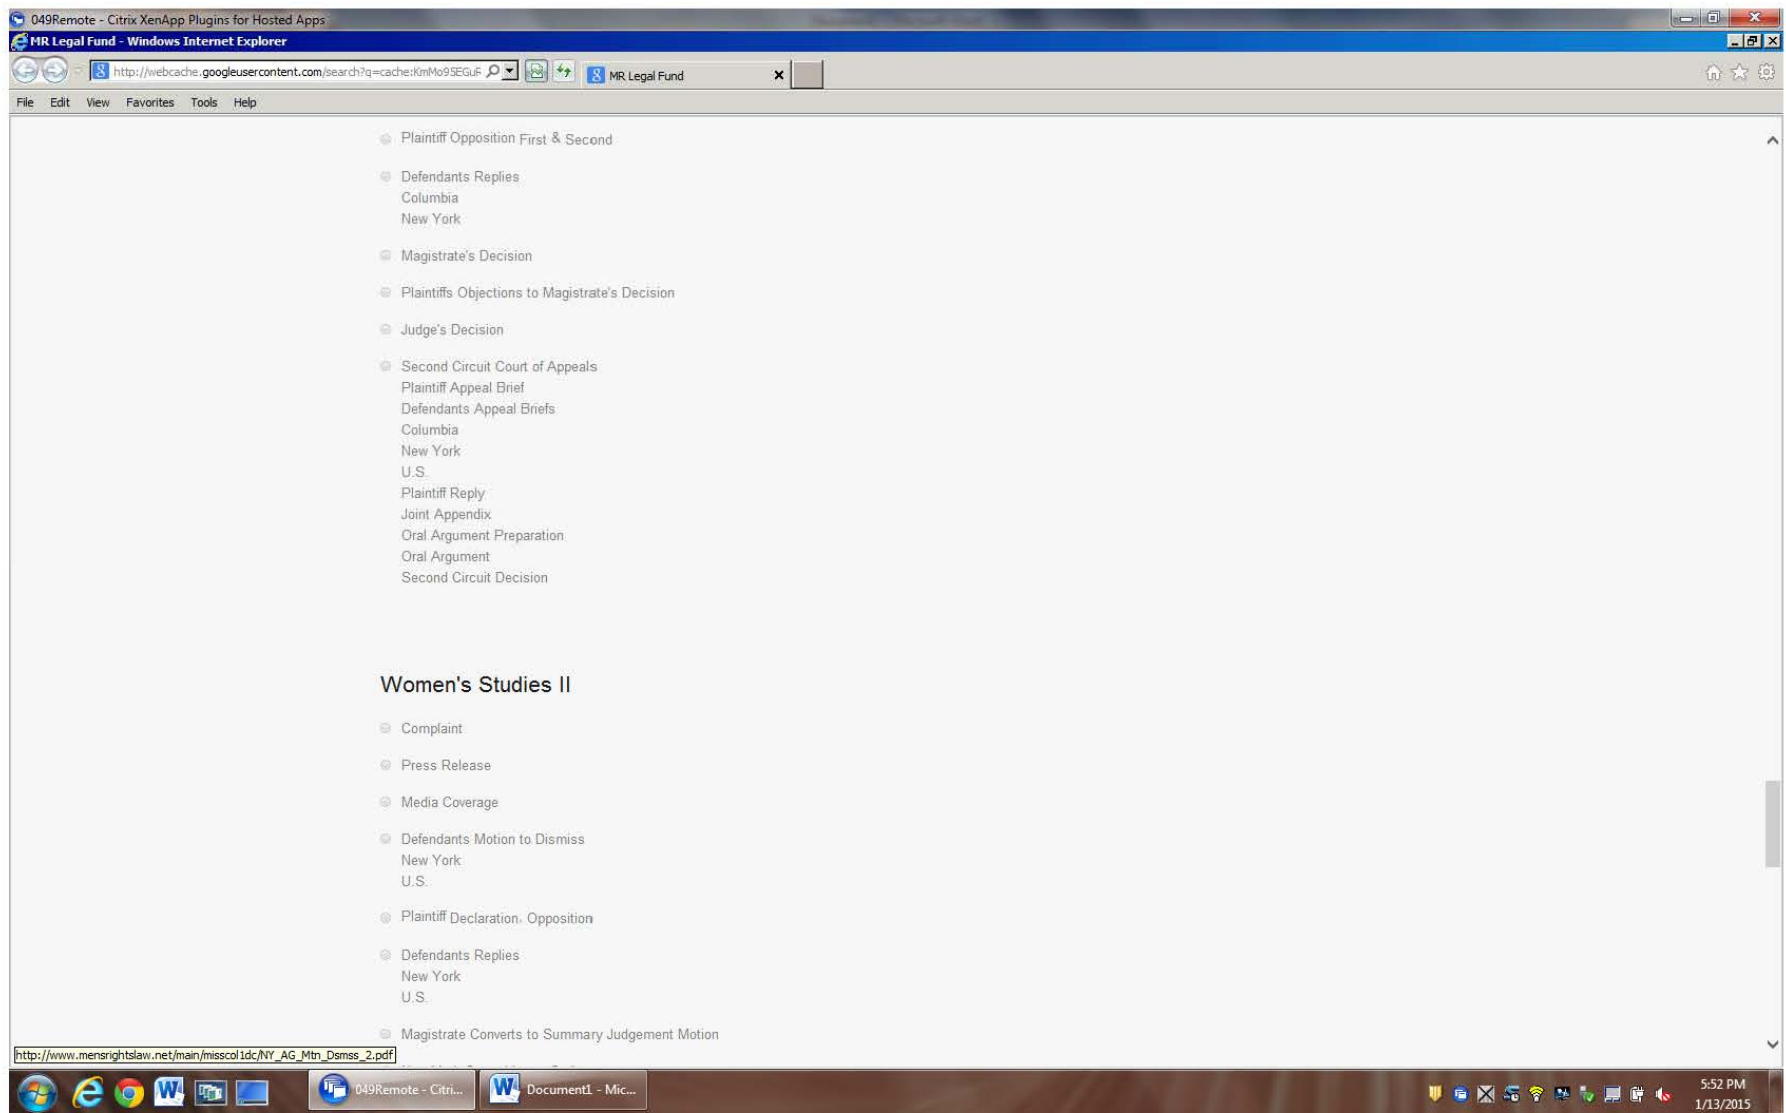 049Remote - Citrix XenApp Plugins for Hosted Apps
MR Legal Fund - Windows Internet Explorer
http://webcache.googleusercontent.com/search?q=cache:KmMo95EGuF
MR Legal Fund
File Edit View Favorites Tools Help
Plaintiff Opposition First & Second
Defendants Replies
Columbia
New York
Magistrate's Decision
Plaintiffs Objections to Magistrate's Decision
Judge's Decision
Second Circuit Court of Appeals
Plaintiff Appeal Brief
Defendants Appeal Briefs
Columbia
New York
U.S.
Plaintiff Reply
Joint Appendix
Oral Argument Preparation
Oral Argument
Second Circuit Decision
Women's Studies II
Complaint
Press Release
Media Coverage
Defendants Motion to Dismiss
New York
U.S.
Plaintiff Declaration, Opposition
Defendants Replies
New York
U.S.
Magistrate Converts to Summary Judgement Motion
http://www.mensrightslaw.net/main/misscol1dc/NY_AG_Mtn_Dsmss_2.pdf
049Remote - Citri...
Document1 - Mic...
5:52 PM
1/13/2015